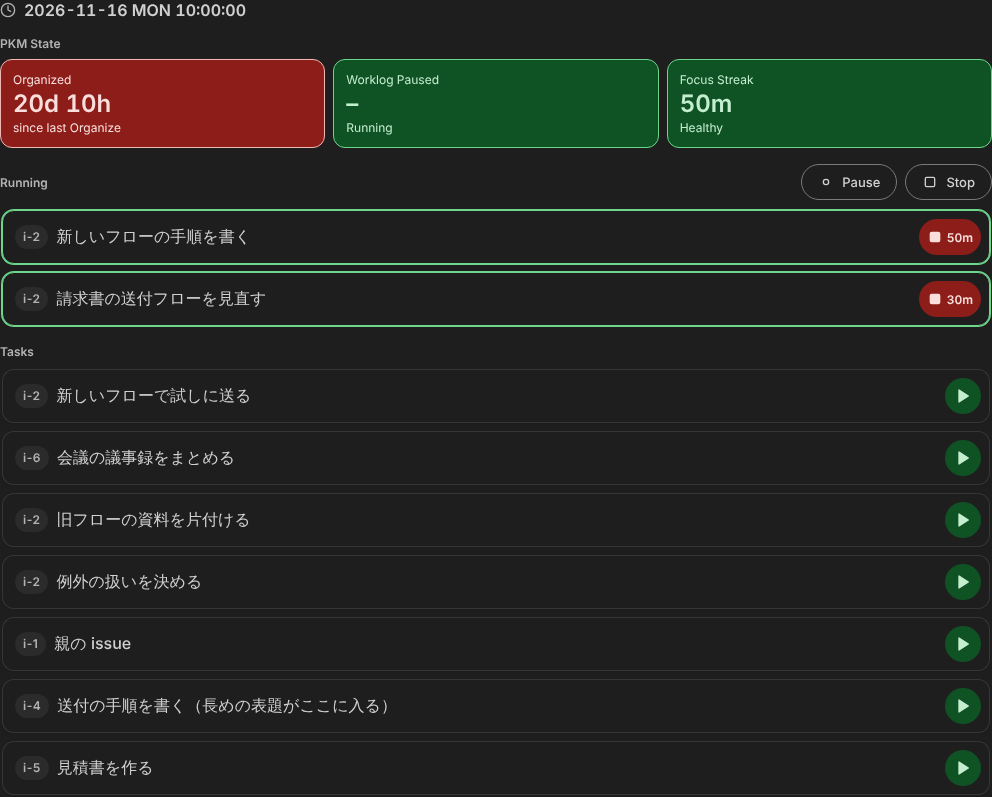 2026-11-16 MON 10:00:00
PKM State
Organized
20d 10h
since last Organize
Worklog Paused
–
Running
Focus Streak
50m
Healthy
Running
Pause
Stop
i-2 新しいフローの手順を書く 50m
i-2 請求書の送付フローを見直す 30m
Tasks
i-2 新しいフローで試しに送る
i-6 会議の議事録をまとめる
i-2 旧フローの資料を片付ける
i-2 例外の扱いを決める
i-1 親の issue
i-4 送付の手順を書く（長めの表題がここに入る）
i-5 見積書を作る